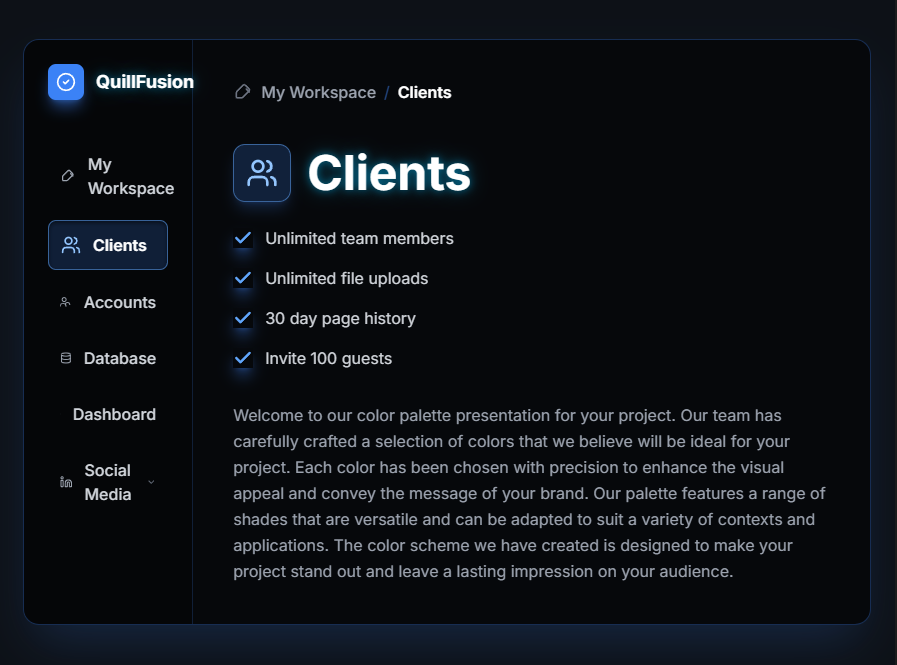 QuillFusion
My Workspace / Clients
My
Workspace
Clients
Accounts
Database
Dashboard
Social
Media
Clients
Unlimited team members
Unlimited file uploads
30 day page history
Invite 100 guests
Welcome to our color palette presentation for your project. Our team has
carefully crafted a selection of colors that we believe will be ideal for your
project. Each color has been chosen with precision to enhance the visual
appeal and convey the message of your brand. Our palette features a range of
shades that are versatile and can be adapted to suit a variety of contexts and
applications. The color scheme we have created is designed to make your
project stand out and leave a lasting impression on your audience.